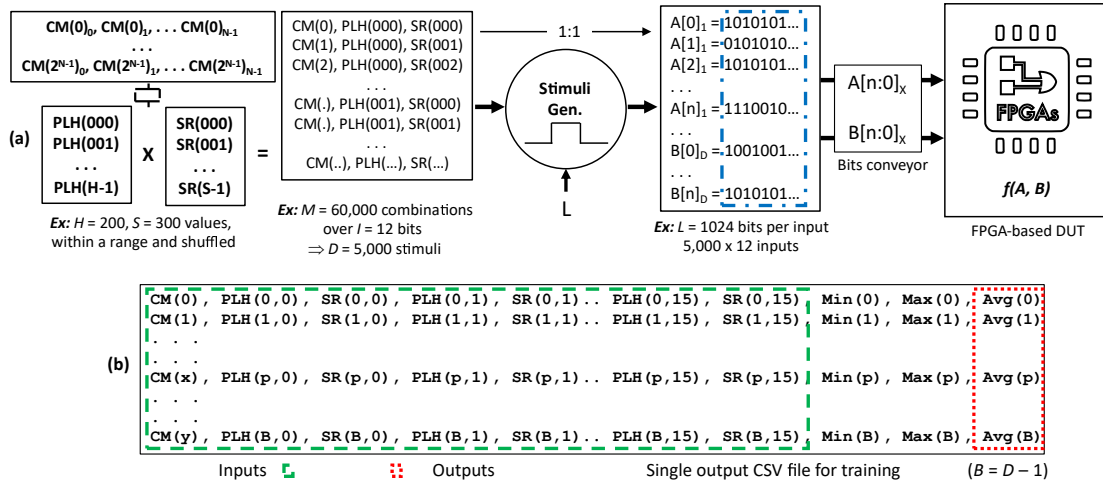 CM(0)0, CM(0)1, . . . CM(0)N-1
. . .
CM(2^N-1)0, CM(2^N-1)1, . . . CM(2^N-1)N-1
(a)
PLH(000)
PLH(001)
...
PLH(H-1)
X
SR(000)
SR(001)
...
SR(S-1)
=
Ex: H = 200, S = 300 values,
within a range and shuffled
CM(0), PLH(000), SR(000)
CM(1), PLH(000), SR(001)
CM(2), PLH(000), SR(002)
. . .
CM(.), PLH(001), SR(000)
CM(.), PLH(001), SR(001)
. . .
CM(..), PLH(...), SR(...)
Ex: M = 60,000 combinations
over I = 12 bits
⇒ D = 5,000 stimuli
1:1
Stimuli
Gen.
L
A[0]1 = 1010101...
A[1]1 = 0101010...
A[2]1 = 1010101...
. . .
A[n]1 = 1110010...
. . .
B[0]D = 1001001...
. . .
B[n]D = 1010101...
Ex: L = 1024 bits per input
5,000 x 12 inputs
A[n:0]X
B[n:0]X
Bits conveyor
FPGAs
f(A, B)
FPGA-based DUT
(b)
CM(0), PLH(0,0), SR(0,0), PLH(0,1), SR(0,1).. PLH(0,15), SR(0,15), Min(0), Max(0), Avg(0)
CM(1), PLH(1,0), SR(1,0), PLH(1,1), SR(1,1).. PLH(1,15), SR(1,15), Min(1), Max(1), Avg(1)
. . .
. . .
CM(x), PLH(p,0), SR(p,0), PLH(p,1), SR(p,1).. PLH(p,15), SR(p,15), Min(p), Max(p), Avg(p)
. . .
. . .
CM(y), PLH(B,0), SR(B,0), PLH(B,1), SR(B,1).. PLH(B,15), SR(B,15), Min(B), Max(B), Avg(B)
Inputs
Outputs
Single output CSV file for training
(B = D – 1)